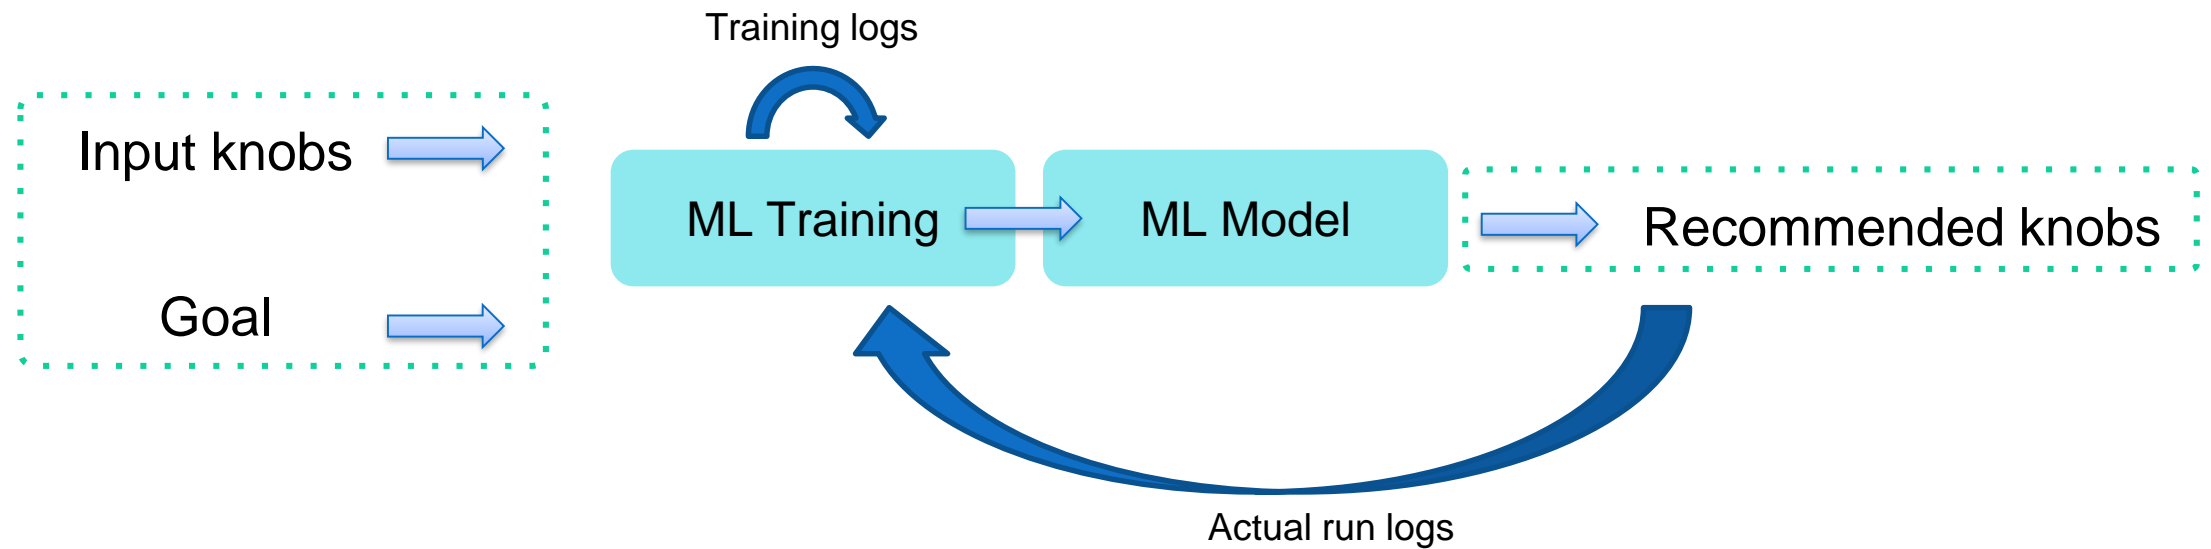 Training logs
Input knobs
Goal
ML Training
ML Model
Recommended knobs
Actual run logs